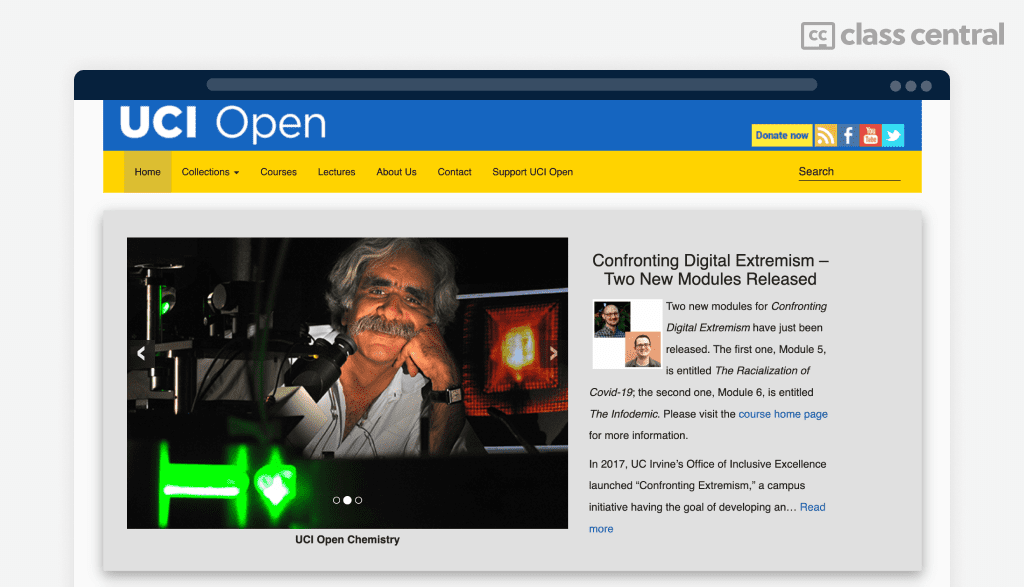 cc class central
UCI Open
Donate now
f
You
Tube
Home Collections Courses Lectures About Us Contact Support UCI Open Search
Confronting Digital Extremism –
Two New Modules Released
Two new modules for Confronting
Digital Extremism have just been
released. The first one, Module 5,
is entitled The Racialization of
Covid-19; the second one, Module 6, is entitled
The Infodemic. Please visit the course home page
for more information.
In 2017, UC Irvine's Office of Inclusive Excellence
launched “Confronting Extremism,” a campus
initiative having the goal of developing an… Read
more
UCI Open Chemistry